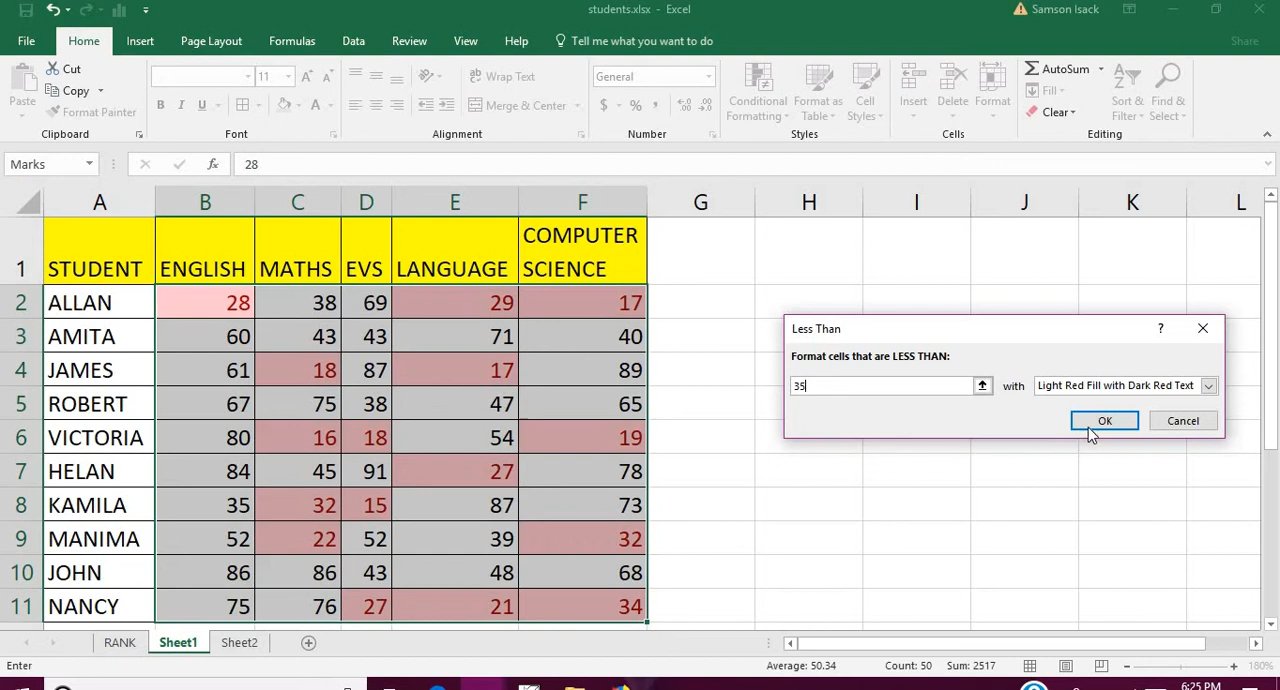 students.xlsx - Excel
Samson Isack
File Home Insert Page Layout Formulas Data Review View Help Tell me what you want to do Share
Paste
Cut
Copy
Format Painter
Clipboard
11
A A
B I U A
Font
Wrap Text
Merge & Center
Alignment
General
$ % ,
Number
Conditional Formatting
Format as Table
Cell Styles
Styles
Insert
Delete
Format
Cells
AutoSum
Fill
Clear
Sort & Filter
Find & Select
Editing
Marks fx 28
A B C D E F G H I J K L
1 STUDENT ENGLISH MATHS EVS LANGUAGE COMPUTER SCIENCE
2 ALLAN 28 38 69 29 17
3 AMITA 60 43 43 71 40
4 JAMES 61 18 87 17 89
5 ROBERT 67 75 38 47 65
6 VICTORIA 80 16 18 54 19
7 HELAN 84 45 91 27 78
8 KAMILA 35 32 15 87 73
9 MANIMA 52 22 52 39 32
10 JOHN 86 86 43 48 68
11 NANCY 75 76 27 21 34
Less Than ?
Format cells that are LESS THAN:
35 with Light Red Fill with Dark Red Text
OK Cancel
RANK Sheet1 Sheet2
Enter Average: 50.34 Count: 50 Sum: 2517 180%
6:25 PM